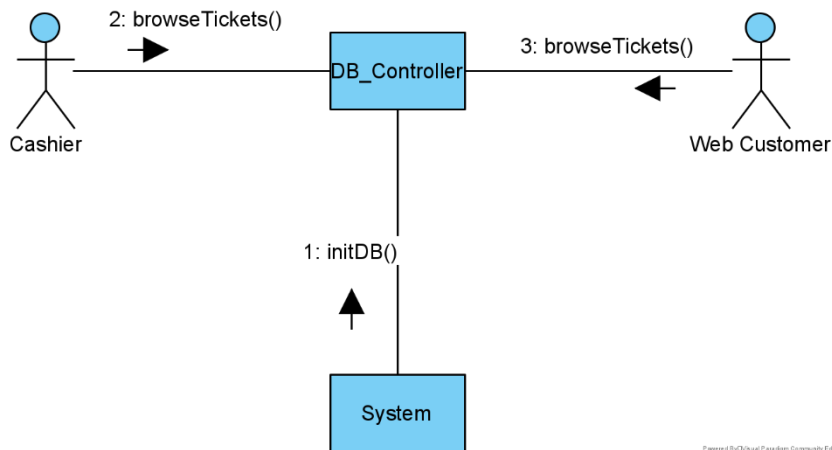 2: browseTickets()
DB_Controller
3: browseTickets()
Cashier
Web Customer
1: initDB()
System